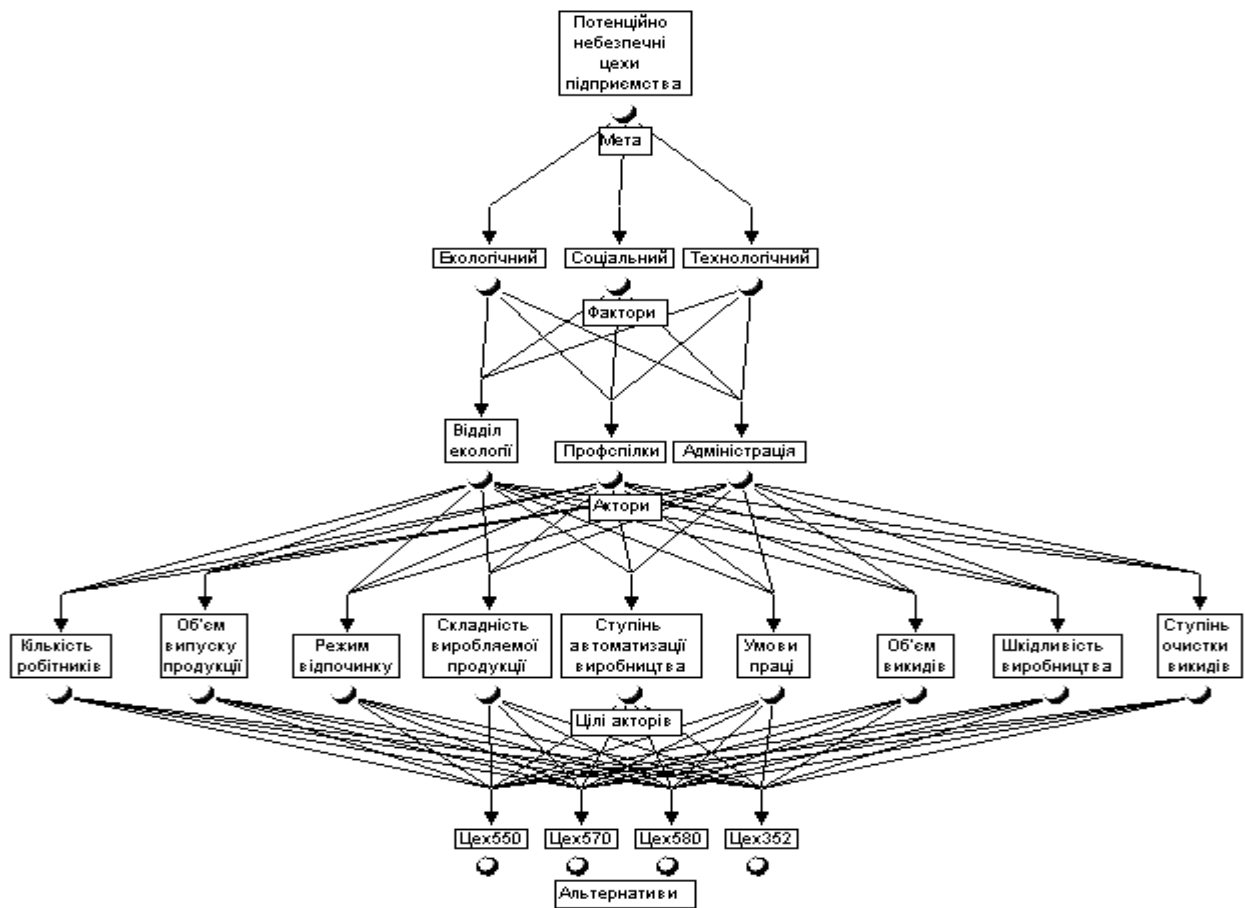 Потенційно
небезпечні
цехи
підприємства
Мета
Екологічний
Соціальний
Технологічний
Фактори
Відділ
екології
Профспілки
Адміністрація
Актори
Кількість
робітників
Об'єм
випуску
продукції
Режим
відпочинку
Складність
виробляемої
продукції
Ступінь
автоматизації
виробництва
Умови
праці
Об'єм
викидів
Шкідливість
виробництва
Ступінь
очистки
викидів
Цілі акторів
Цех550
Цех570
Цех580
Цех352
Альтернативи